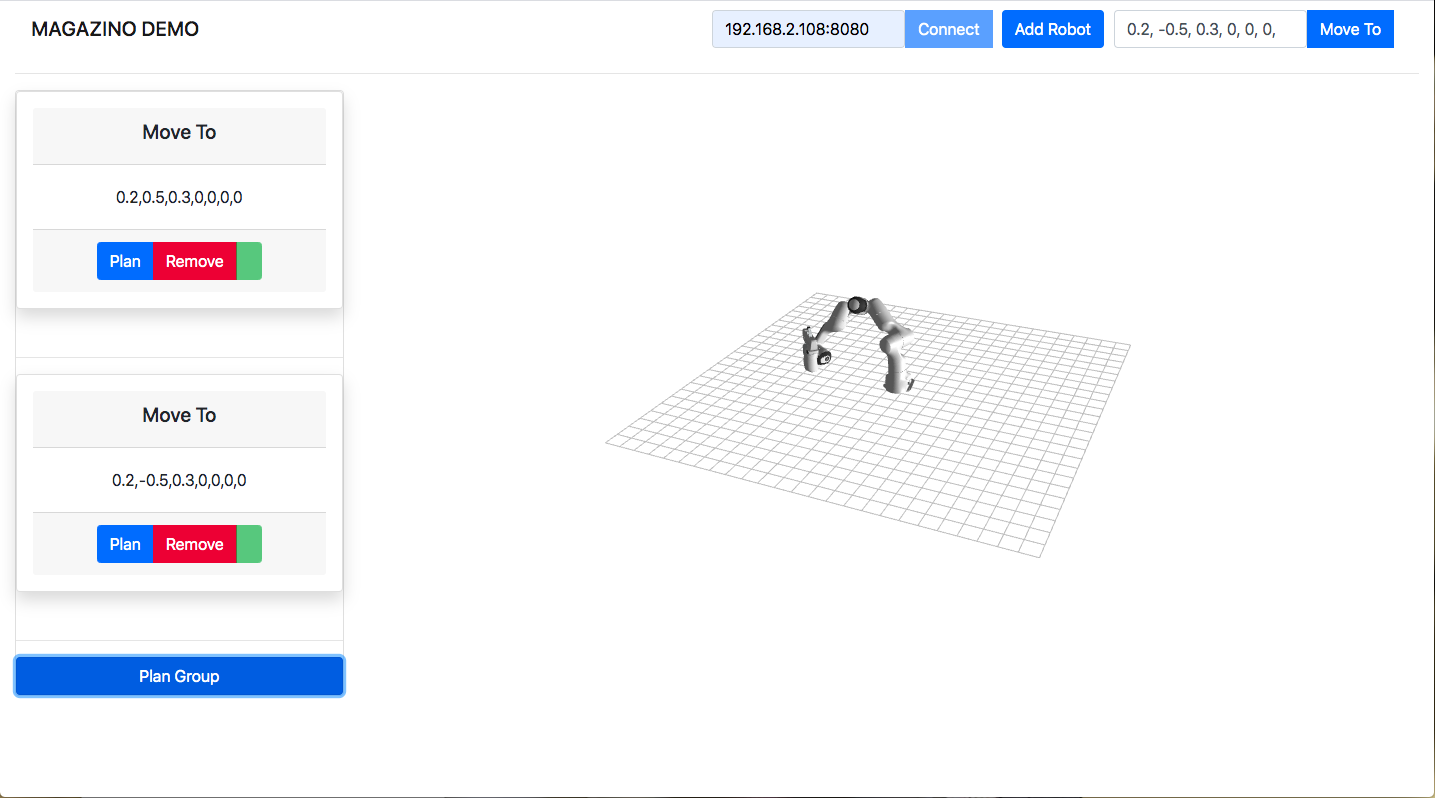 MAGAZINO DEMO
192.168.2.108:8080 Connect Add Robot 0.2, -0.5, 0.3, 0, 0, 0, Move To
Move To
0.2,0.5,0.3,0,0,0,0
Plan Remove
Move To
0.2,-0.5,0.3,0,0,0,0
Plan Remove
Plan Group